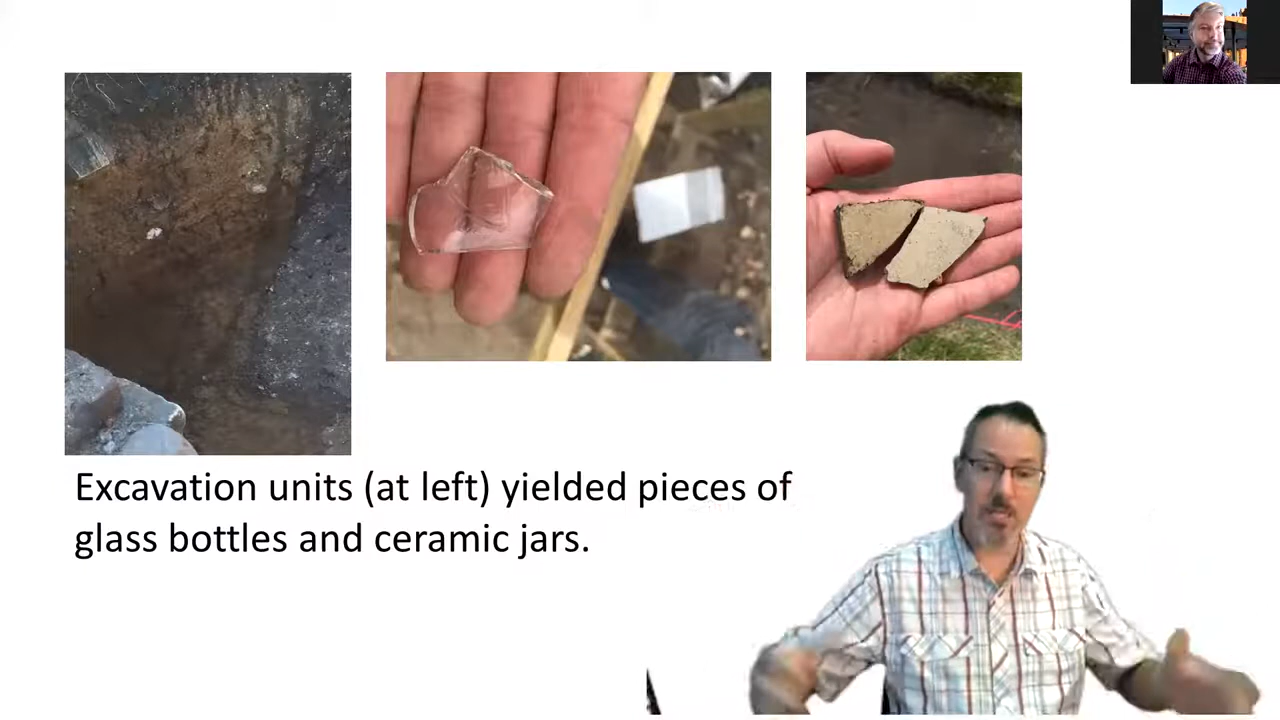 Excavation units (at left) yielded pieces of
glass bottles and ceramic jars.